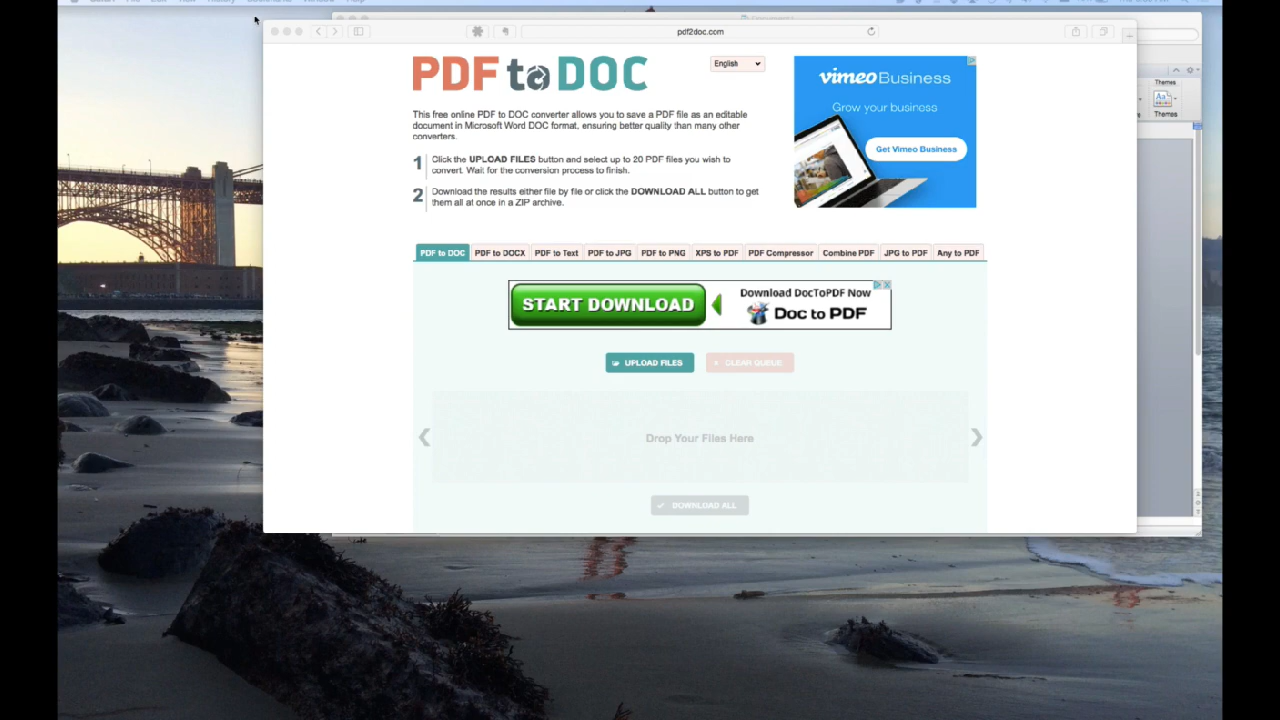 pdf2doc.com
PDF to DOC
English
This free online PDF to DOC converter allows you to save a PDF file as an editable
document in Microsoft Word DOC format, ensuring better quality than many other
converters.
1 Click the UPLOAD FILES button and select up to 20 PDF files you wish to
convert. Wait for the conversion process to finish.
2 Download the results either file by file or click the DOWNLOAD ALL button to get
them all at once in a ZIP archive.
vimeo Business
Grow your business
Get Vimeo Business
Themes
Aa
Themes
PDF to DOC PDF to DOCX PDF to Text PDF to JPG PDF to PNG XPS to PDF PDF Compressor Combine PDF JPG to PDF Any to PDF
START DOWNLOAD
Download DocToPDF Now
Doc to PDF
UPLOAD FILES CLEAR QUEUE
Drop Your Files Here
DOWNLOAD ALL